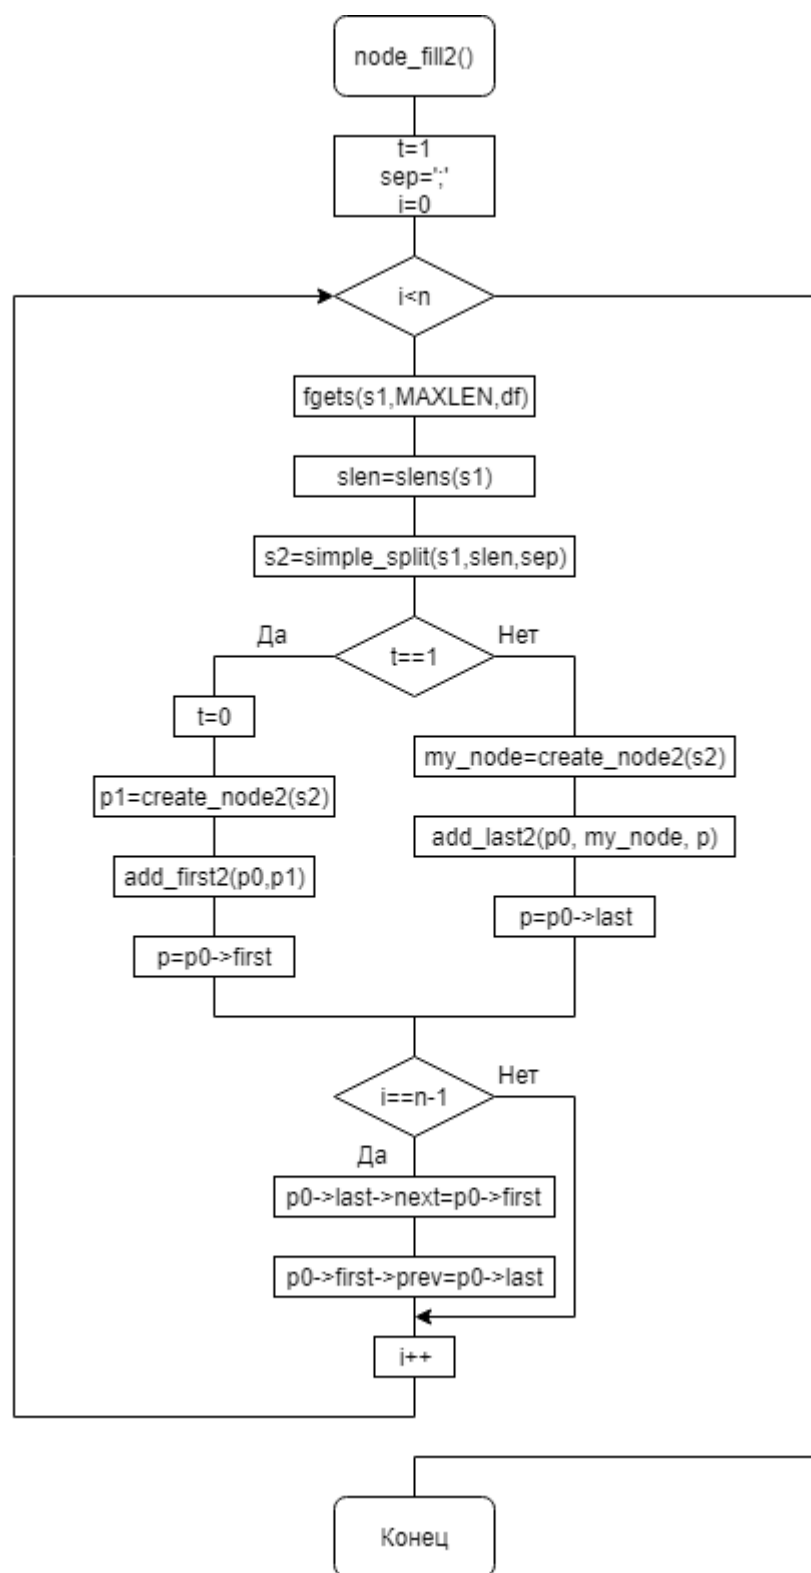 node_fill2()
t=1
sep=';'
i=0
i<n
fgets(s1,MAXLEN,df)
slen=slens(s1)
s2=simple_split(s1,slen,sep)
Да
Нет
t==1
t=0
p1=create_node2(s2)
add_first2(p0,p1)
p=p0->first
my_node=create_node2(s2)
add_last2(p0, my_node, p)
p=p0->last
i==n-1
Нет
Да
p0->last->next=p0->first
p0->first->prev=p0->last
i++
Конец